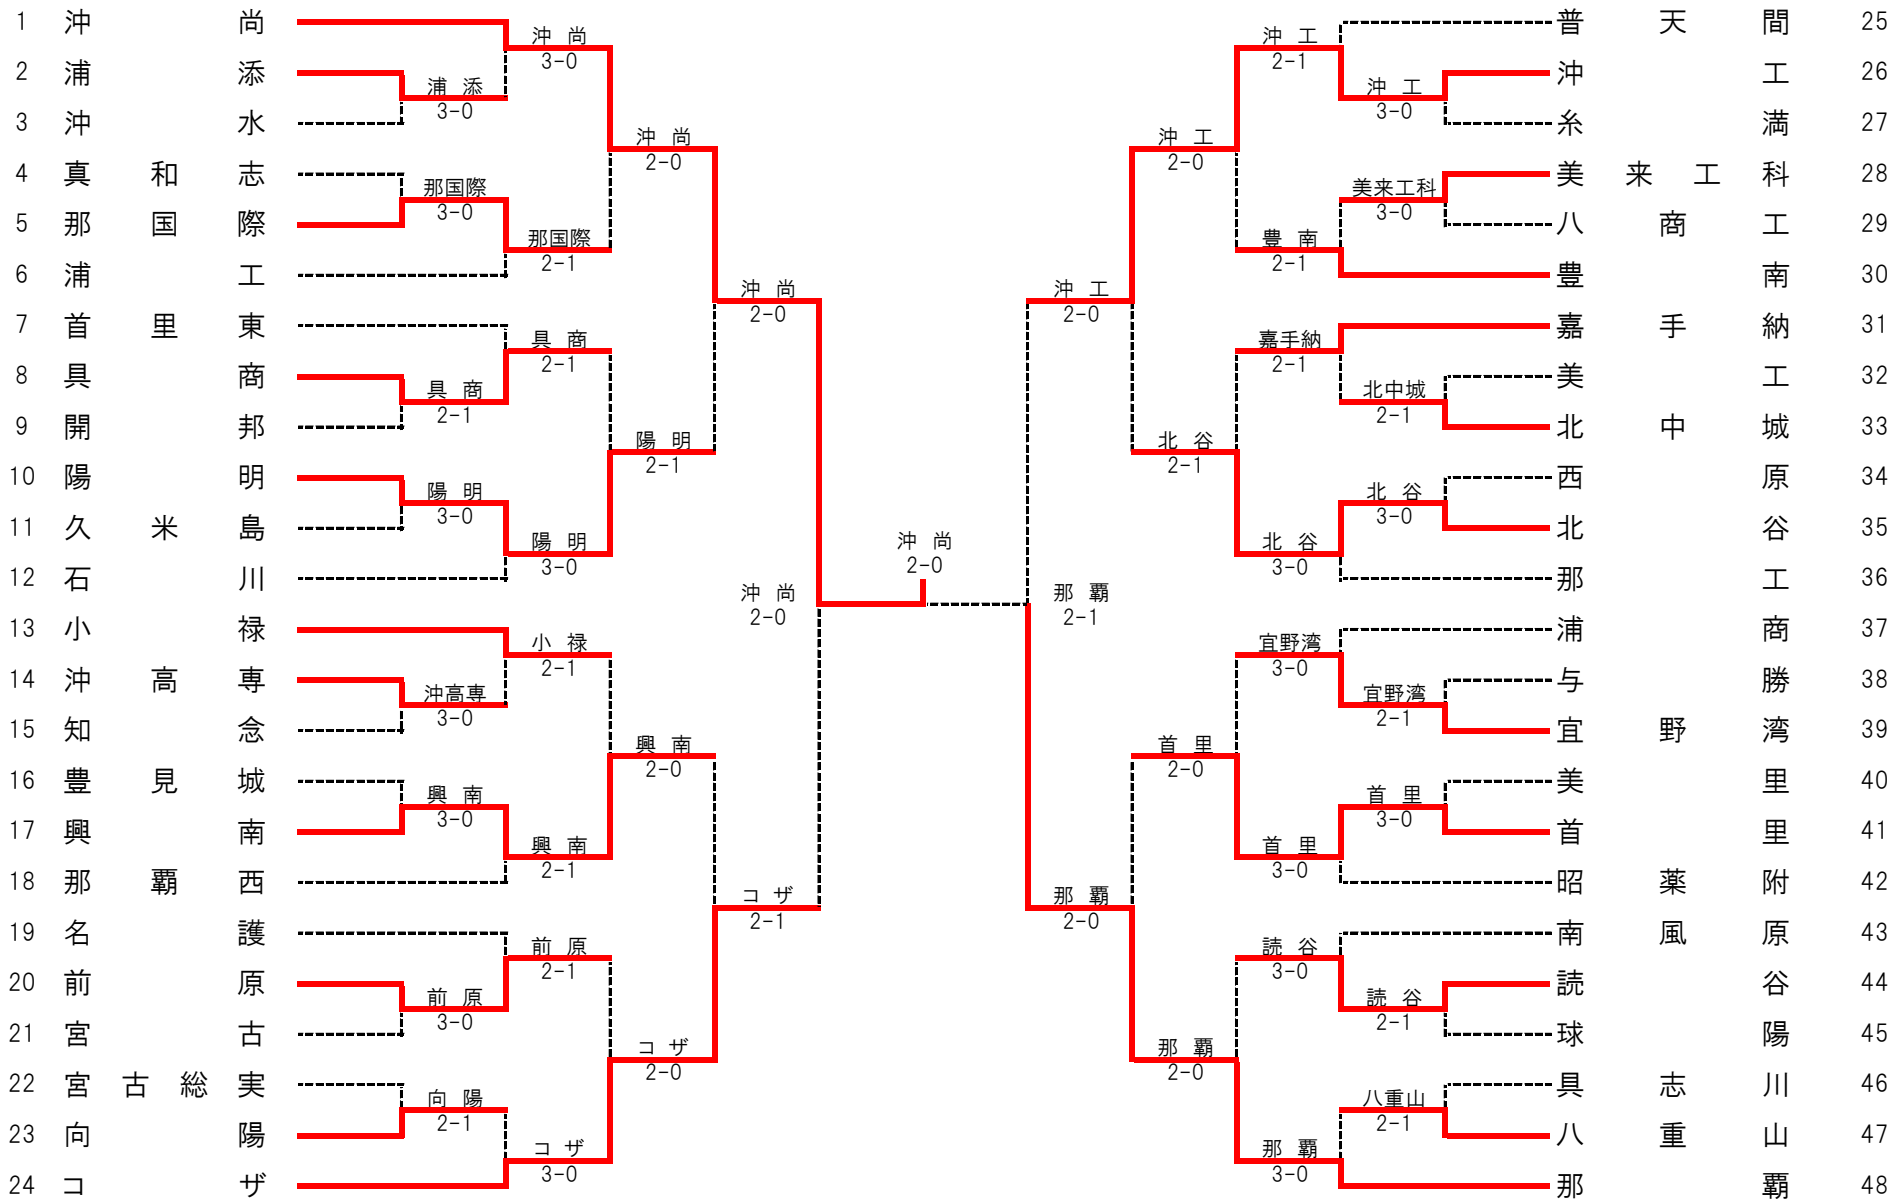 1 沖尚
2 浦添
3 沖水
4 真和志
5 那国際
6 浦工
7 首里東
8 具商
9 開邦
10 陽明
11 久米島
12 石川
13 小禄
14 沖高専
15 知念
16 豊見城
17 興南
18 那覇西
19 名護
20 前原
21 宮古
22 宮古総実
23 向陽
24 コザ
浦添
3-0
那国際
3-0
具商
2-1
陽明
3-0
沖高専
3-0
興南
3-0
前原
3-0
向陽
2-1
沖尚
3-0
那国際
2-1
具商
2-1
陽明
3-0
小禄
2-1
興南
2-1
前原
2-1
コザ
3-0
沖尚
2-0
陽明
2-1
興南
2-0
コザ
2-0
沖尚
2-0
沖尚
2-0
コザ
2-1
沖尚
2-0
沖工
2-0
那覇
2-1
那覇
2-0
沖工
2-0
北谷
2-1
首里
2-0
那覇
2-0
沖工
2-1
豊南
2-1
嘉手納
2-1
北谷
3-0
宜野湾
3-0
首里
3-0
読谷
3-0
那覇
3-0
沖工
3-0
美来工科
3-0
北中城
2-1
北谷
3-0
宜野湾
2-1
首里
3-0
読谷
2-1
八重山
2-1
普天間 25
沖工 26
糸満 27
美来工科 28
八商工 29
豊南 30
嘉手納 31
美工 32
北中城 33
西原 34
北谷 35
那工 36
浦商 37
与勝 38
宜野湾 39
美里 40
首里 41
昭薬附 42
南風原 43
読谷 44
球陽 45
具志川 46
八重山 47
那覇 48